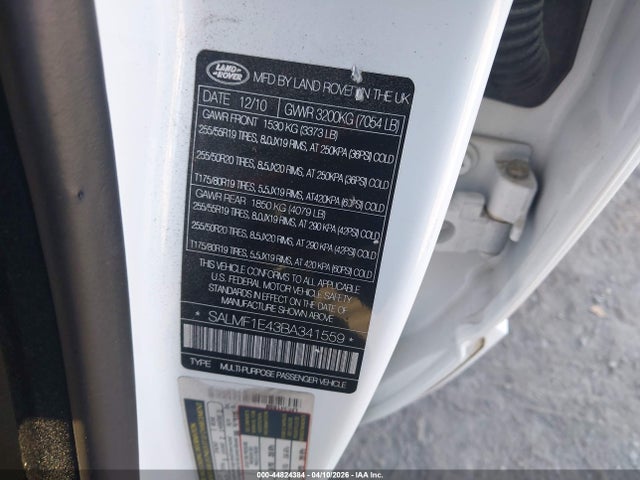 LAND ROVER
MFD BY LAND ROVER IN THE UK
DATE 12/10 GWVR 3200KG (7054 LB)
GAWR FRONT 1530 KG (3373 LB)
255/55R19 TIRES, 8.0JX19 RIMS, AT 250KPA (36PSI) COLD
255/50R20 TIRES, 8.5JX20 RIMS, AT 250KPA (36PSI) COLD
T175/80R19 TIRES, 5.5JX19 RIMS, AT 420KPA PSI) COLD
GAWR REAR 1850 KG (4079 LB)
255/55R19 TIRES, 8.0JX19 RIMS, AT 290 KPA (42PSI) COLD
255/50R20 TIRES, 8.5JX20 RIMS, AT 290 KPA (42PSI) COLD
T175/80R19 TIRES, 5.5JX19 RIMS, AT 420 KPA (60PSI) COLD
THIS VEHICLE CONFORMS TO ALL APPLICABLE
U.S. FEDERAL MOTOR VEHICLE SAFETY
STANDARDS IN EFFECT ON THE DATE OF
MANUFACTURE SHOWN ABOVE
* SALMF1E43BA341559 *
TYPE MULTI-PURPOSE PASSENGER VEHICLE
000-44824384 - 04/10/2026 - IAA Inc.